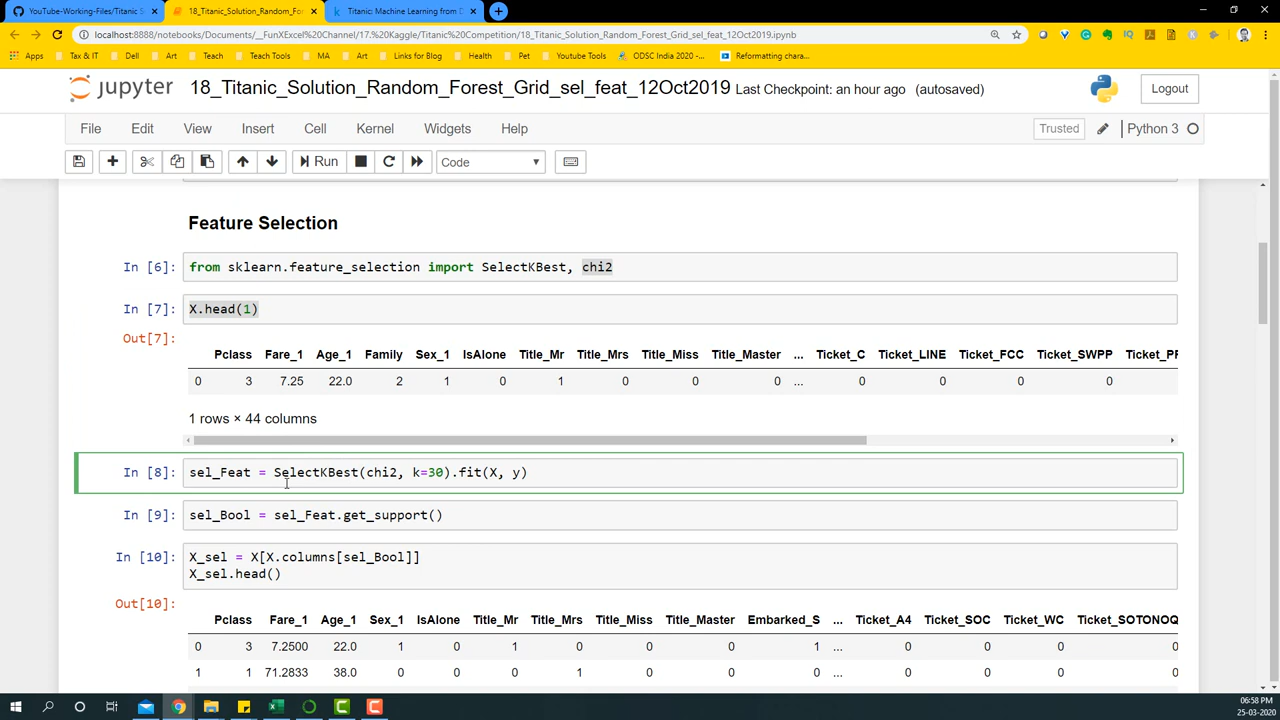 YouTube-Working-Files/Titanic S
18_Titanic_Solution_Random_For
Titanic: Machine Learning from D
localhost:8888/notebooks/Documents/__FunXExcel%20Channel/17.%20Kaggle/Titanic%20Competition/18_Titanic_Solution_Random_Forest_Grid_sel_feat_12Oct2019.ipynb
Apps
Tax & IT
Dell
Art
Teach
Teach Tools
MA
Art
Links for Blog
Health
Pet
Youtube Tools
ODSC India 2020 -...
Reformatting chara...
jupyter 18_Titanic_Solution_Random_Forest_Grid_sel_feat_12Oct2019 Last Checkpoint: an hour ago (autosaved)
Logout
File Edit View Insert Cell Kernel Widgets Help
Trusted
Python 3
Run
Code
Feature Selection
In [6]: from sklearn.feature_selection import SelectKBest, chi2
In [7]: X.head(1)
Out[7]:
Pclass Fare_1 Age_1 Family Sex_1 IsAlone Title_Mr Title_Mrs Title_Miss Title_Master ... Ticket_C Ticket_LINE Ticket_FCC Ticket_SWPP Ticket_PF
0 3 7.25 22.0 2 1 0 1 0 0 0 ... 0 0 0 0
1 rows × 44 columns
In [8]: sel_Feat = SelectKBest(chi2, k=30).fit(X, y)
In [9]: sel_Bool = sel_Feat.get_support()
In [10]: X_sel = X[X.columns[sel_Bool]]
X_sel.head()
Out[10]:
Pclass Fare_1 Age_1 Sex_1 IsAlone Title_Mr Title_Mrs Title_Miss Title_Master Embarked_S ... Ticket_A4 Ticket_SOC Ticket_WC Ticket_SOTONOQ
0 3 7.2500 22.0 1 0 1 0 0 0 1 ... 0 0 0 0
1 1 71.2833 38.0 0 0 0 1 0 0 0 ... 0 0 0 0
06:58 PM
25-03-2020